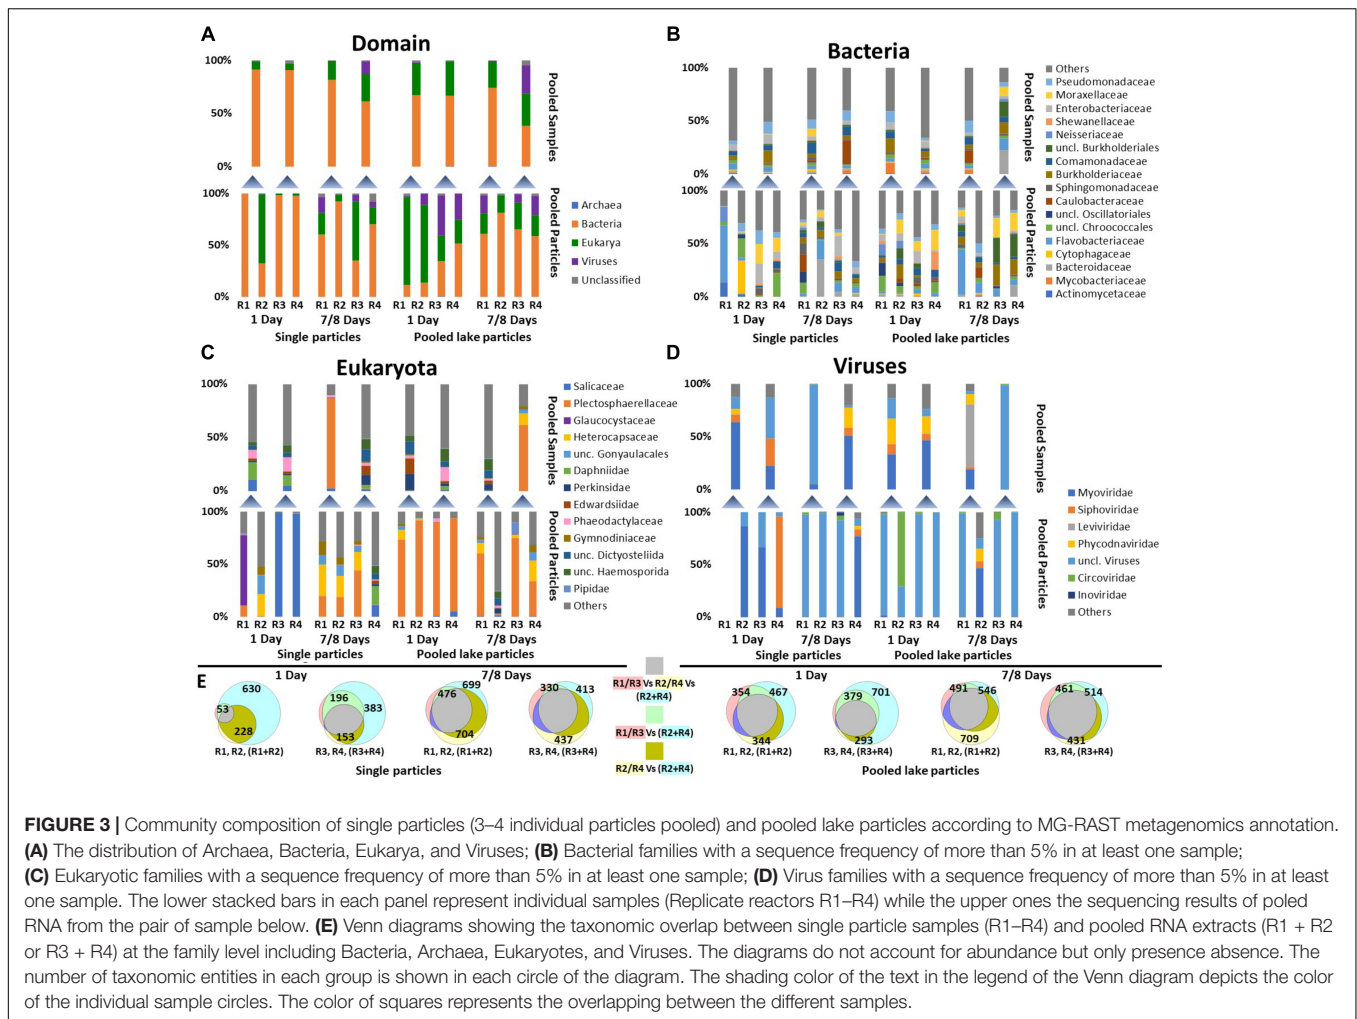 A
Domain
100%
50%
0%
Pooled Samples
100%
50%
0%
Pooled Particles
R1 R2 R3 R4 R1 R2 R3 R4 R1 R2 R3 R4 R1 R2 R3 R4
1 Day 7/8 Days 1 Day 7/8 Days
Single particles Pooled lake particles
Archaea
Bacteria
Eukarya
Viruses
Unclassified
B
Bacteria
100%
50%
0%
Pooled Samples
100%
50%
0%
Pooled Particles
R1 R2 R3 R4 R1 R2 R3 R4 R1 R2 R3 R4 R1 R2 R3 R4
1 Day 7/8 Days 1 Day 7/8 Days
Single particles Pooled lake particles
Others
Pseudomonadaceae
Moraxellaceae
Enterobacteriaceae
Shewanellaceae
Neisseriaceae
uncl. Burkholderiales
Comamonadaceae
Burkholderiaceae
Sphingomonadaceae
Caulobacteraceae
uncl. Oscillatoriales
uncl. Chroococcales
Flavobacteriaceae
Cytophagaceae
Bacteroidaceae
Mycobacteriaceae
Actinomycetaceae
C
Eukaryota
100%
50%
0%
Pooled Samples
100%
50%
0%
Pooled Particles
R1 R2 R3 R4 R1 R2 R3 R4 R1 R2 R3 R4 R1 R2 R3 R4
1 Day 7/8 Days 1 Day 7/8 Days
Single particles Pooled lake particles
Salicaceae
Plectosphaerellaceae
Glaucocystaceae
Heterocapsaceae
unc. Gonyaulacales
Daphniidae
Perkinsidae
Edwardsiidae
Phaeodactylaceae
Gymnodiniaceae
unc. Dictyosteliida
unc. Haemosporida
Pipidae
Others
D
Viruses
100%
50%
0%
Pooled Samples
100%
50%
0%
Pooled Particles
R1 R2 R3 R4 R1 R2 R3 R4 R1 R2 R3 R4 R1 R2 R3 R4
1 Day 7/8 Days 1 Day 7/8 Days
Single particles Pooled lake particles
Myoviridae
Siphoviridae
Leviviridae
Phycodnaviridae
uncl. Viruses
Circoviridae
Inoviridae
Others
E
1 Day 7/8 Days
630
53
228
R1, R2, (R1+R2)
196
383
153
R3, R4, (R3+R4)
699
476
704
R1, R2, (R1+R2)
330
413
437
R3, R4, (R3+R4)
Single particles
R1/R3 Vs R2/R4 Vs
(R2+R4)
R1/R3 Vs (R2+R4)
R2/R4 Vs (R2+R4)
1 Day 7/8 Days
354
467
344
R1, R2, (R1+R2)
379
701
293
R3, R4, (R3+R4)
491
546
709
R1, R2, (R1+R2)
461
514
431
R3, R4, (R3+R4)
Pooled lake particles
FIGURE 3 | Community composition of single particles (3–4 individual particles pooled) and pooled lake particles according to MG-RAST metagenomics annotation.
(A) The distribution of Archaea, Bacteria, Eukarya, and Viruses; (B) Bacterial families with a sequence frequency of more than 5% in at least one sample;
(C) Eukaryotic families with a sequence frequency of more than 5% in at least one sample; (D) Virus families with a sequence frequency of more than 5% in at least
one sample. The lower stacked bars in each panel represent individual samples (Replicate reactors R1–R4) while the upper ones the sequencing results of poled
RNA from the pair of sample below. (E) Venn diagrams showing the taxonomic overlap between single particle samples (R1–R4) and pooled RNA extracts (R1 + R2
or R3 + R4) at the family level including Bacteria, Archaea, Eukaryotes, and Viruses. The diagrams do not account for abundance but only presence absence. The
number of taxonomic entities in each group is shown in each circle of the diagram. The shading color of the text in the legend of the Venn diagram depicts the color
of the individual sample circles. The color of squares represents the overlapping between the different samples.